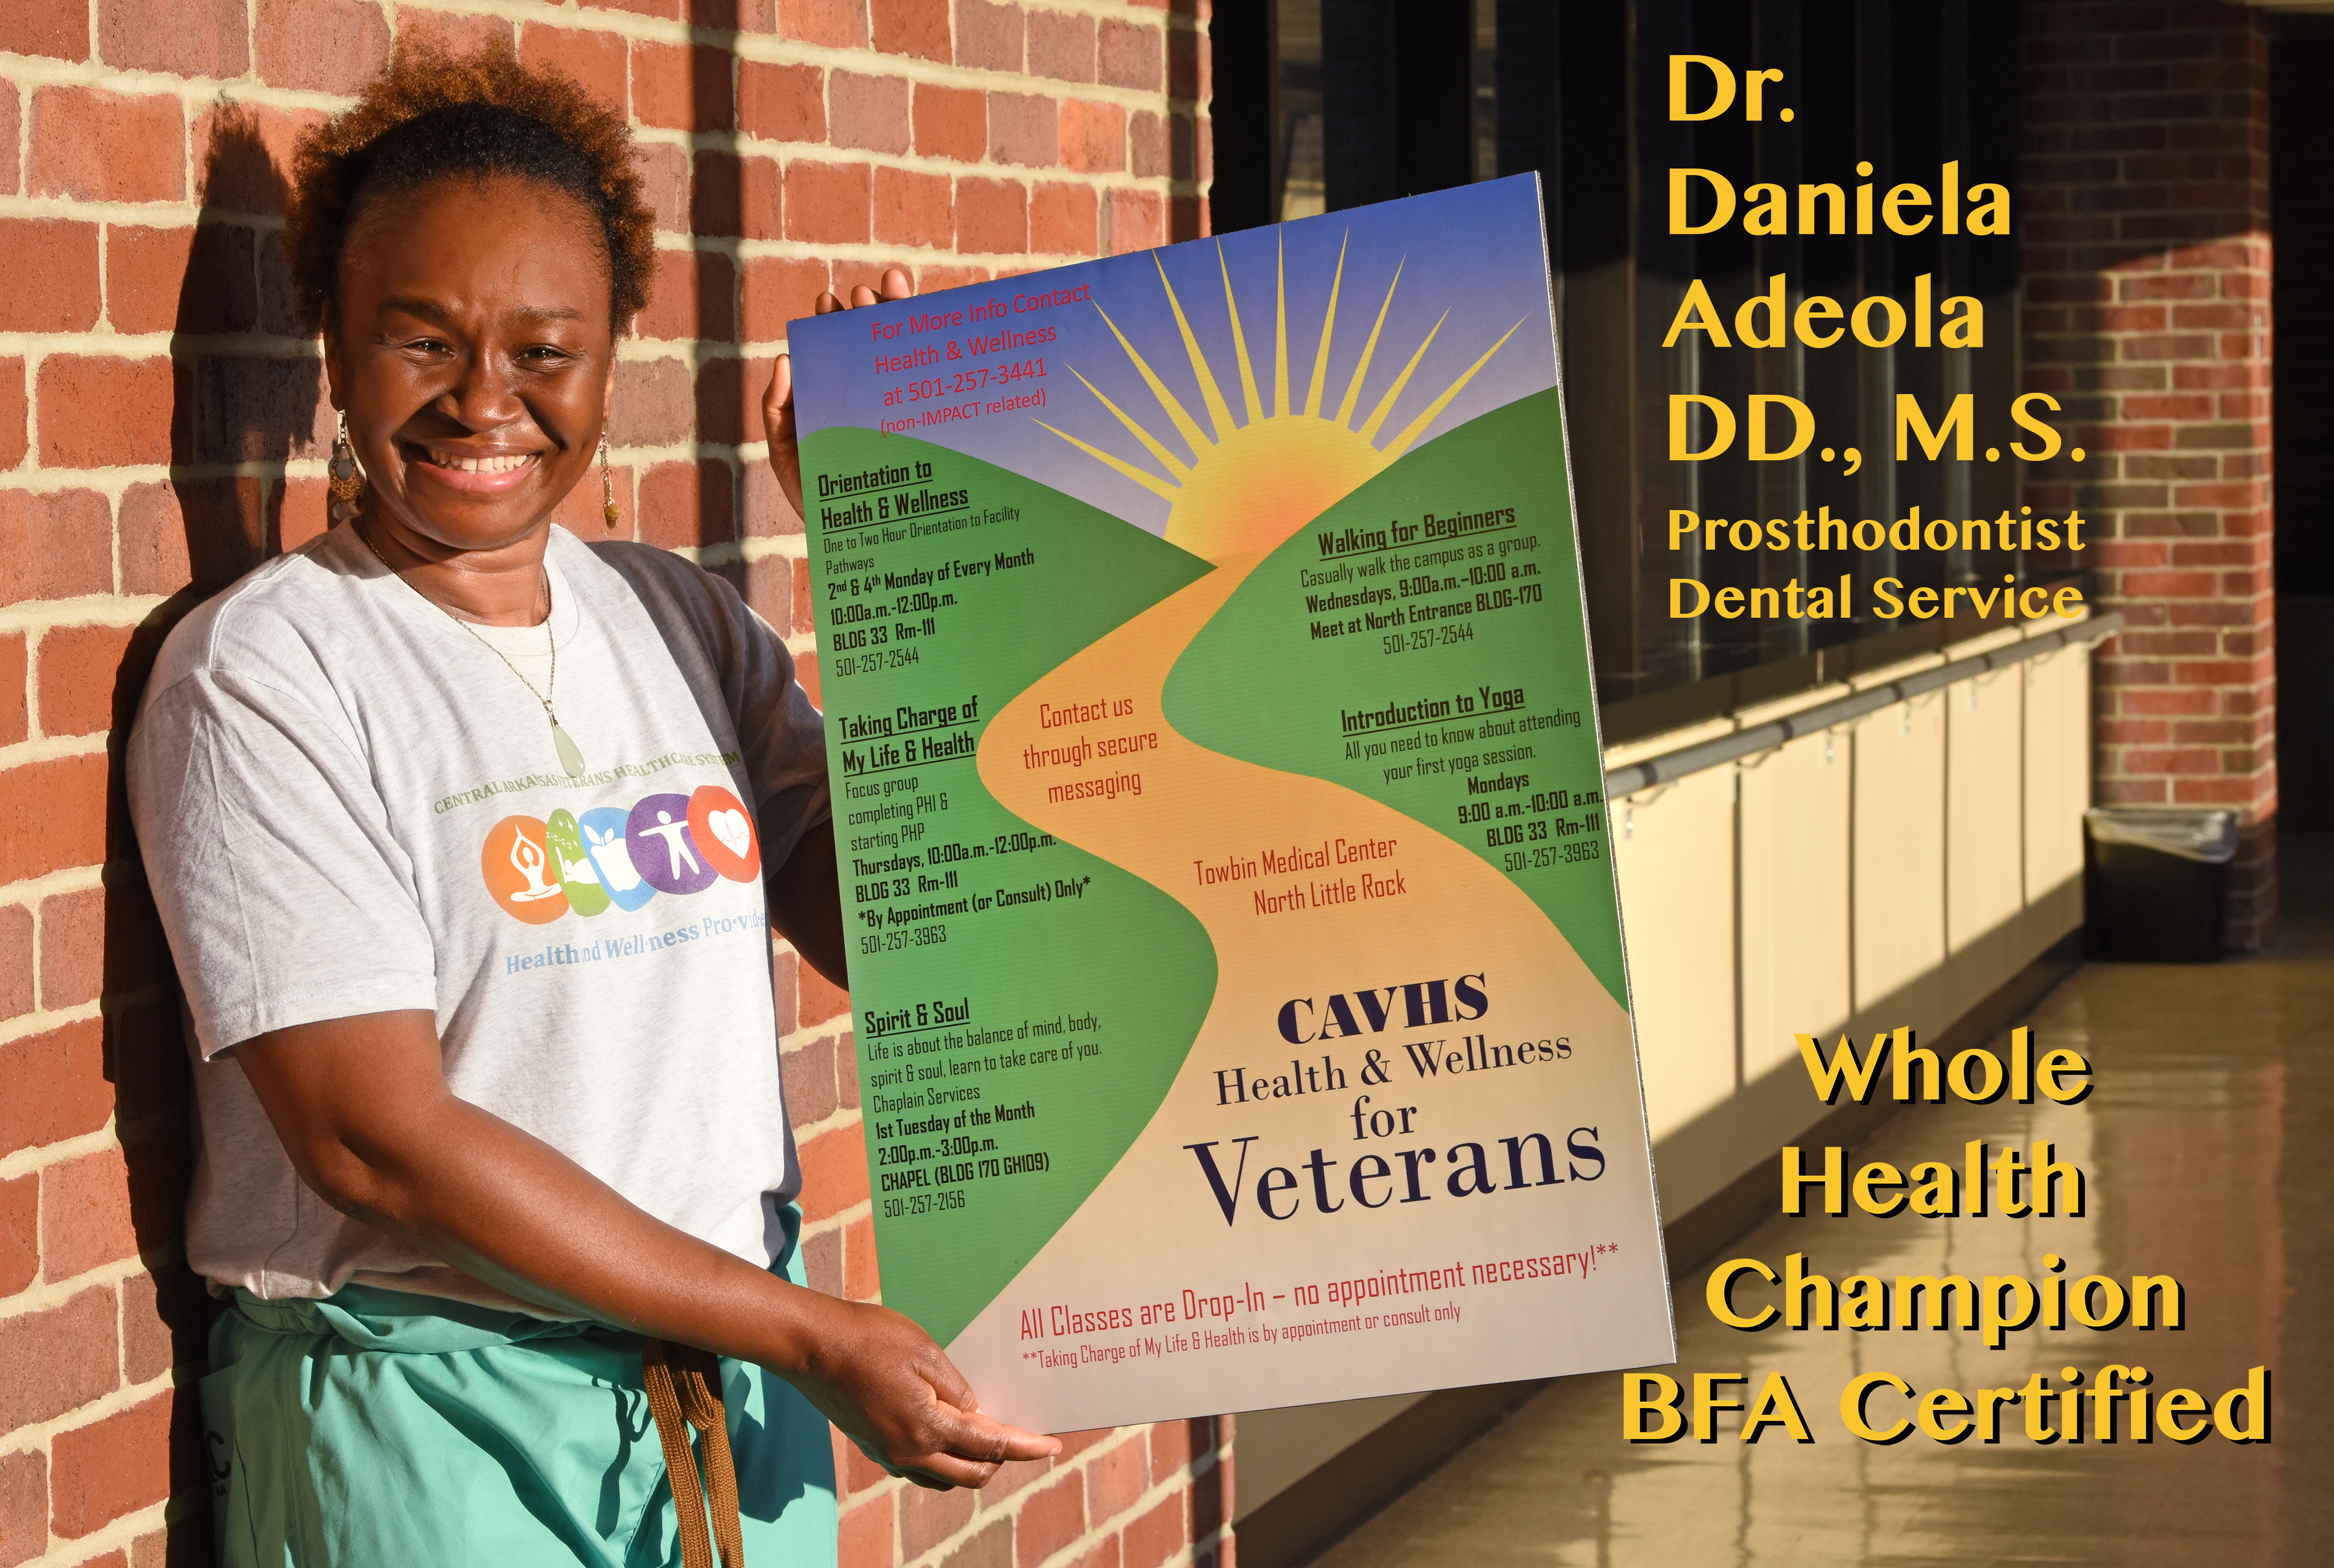 Dr.
Daniela
Adeola
DD., M.S.
Prosthodontist
Dental Service
Whole
Health
Champion
BFA Certified
For More Info Contact
Health & Wellness
at 501-257-3441
(non-IMPACT related)
Orientation to
Health & Wellness
One to Two Hour Orientation to Facility
Pathways
2nd & 4th Monday of Every Month
10:00a.m.-12:00p.m.
BLDG 33 Rm-111
501-257-2544
Taking Charge of
My Life & Health
Focus group
completing PHI &
starting PHP
Thursdays, 10:00a.m.-12:00p.m.
BLDG 33 Rm-111
*By Appointment (or Consult) Only*
501-257-3963
Spirit & Soul
Life is about the balance of mind, body,
spirit & soul, learn to take care of you.
Chaplain Services
1st Tuesday of the Month
2:00p.m.-3:00p.m.
CHAPEL (BLDG 170 GH109)
501-257-2156
Walking for Beginners
Casually walk the campus as a group.
Wednesdays, 9:00a.m.-10:00 a.m.
Meet at North Entrance BLDG-170
501-257-2544
Introduction to Yoga
All you need to know about attending
your first yoga session.
Mondays
9:00 a.m.-10:00 a.m.
BLDG 33 Rm-111
501-257-3963
Contact us
through secure
messaging
Towbin Medical Center
North Little Rock
CAVHS
Health & Wellness
for
Veterans
All Classes are Drop-In – no appointment necessary!**
**Taking Charge of My Life & Health is by appointment or consult only
CENTRAL ARKANSAS VETERANS HEALTHCARE SYSTEM
Health and Wellness